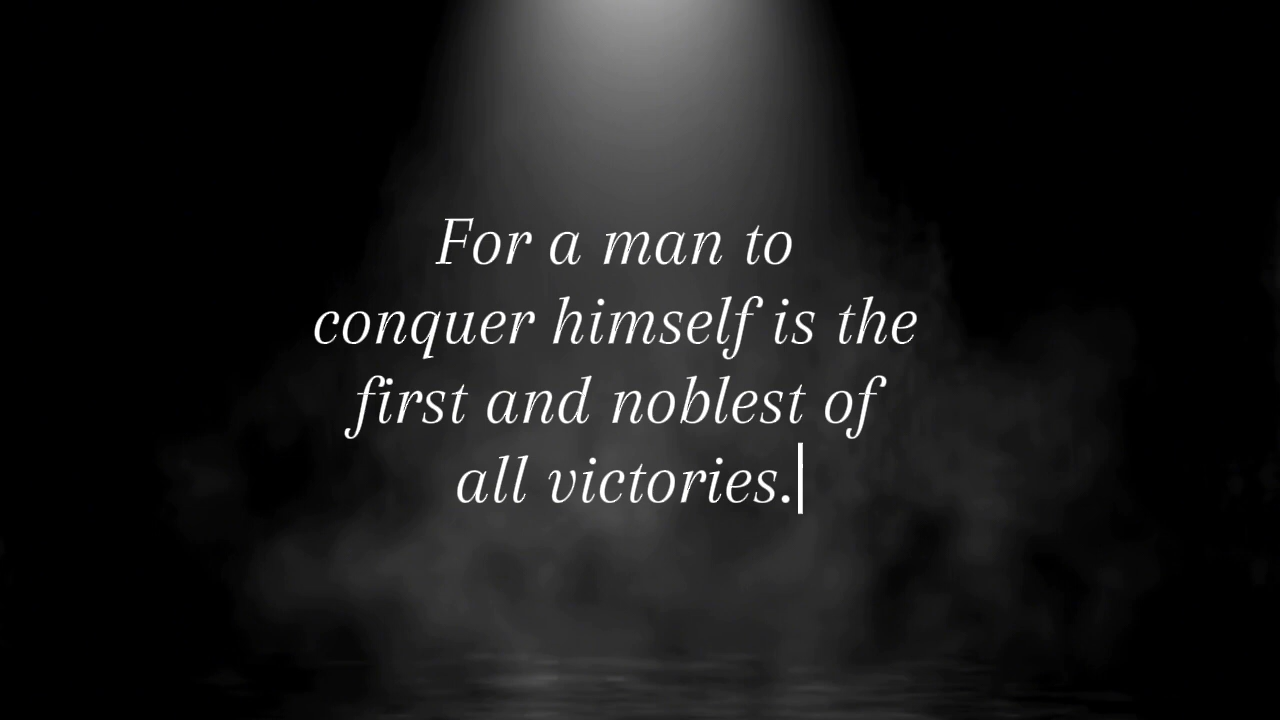 For a man to
conquer himself is the
first and noblest of
all victories.